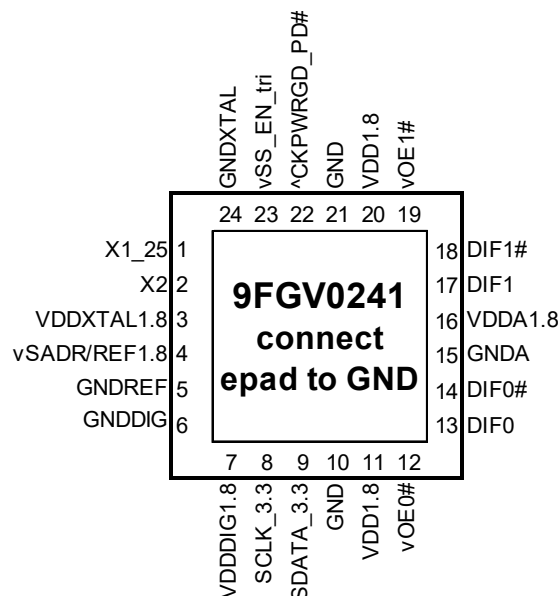 GNDXTAL
vSS_EN_tri
^CKPWRGD_PD#
GND
VDD1.8
vOE1#
24 23 22 21 20 19
X1_25 1
X2 2
VDDXTAL1.8 3
vSADR/REF1.8 4
GNDREF 5
GNDDIG 6
9FGV0241
connect
epad to GND
18 DIF1#
17 DIF1
16 VDDA1.8
15 GNDA
14 DIF0#
13 DIF0
7 8 9 10 11 12
VDDDIG1.8
SCLK_3.3
SDATA_3.3
GND
VDD1.8
vOE0#